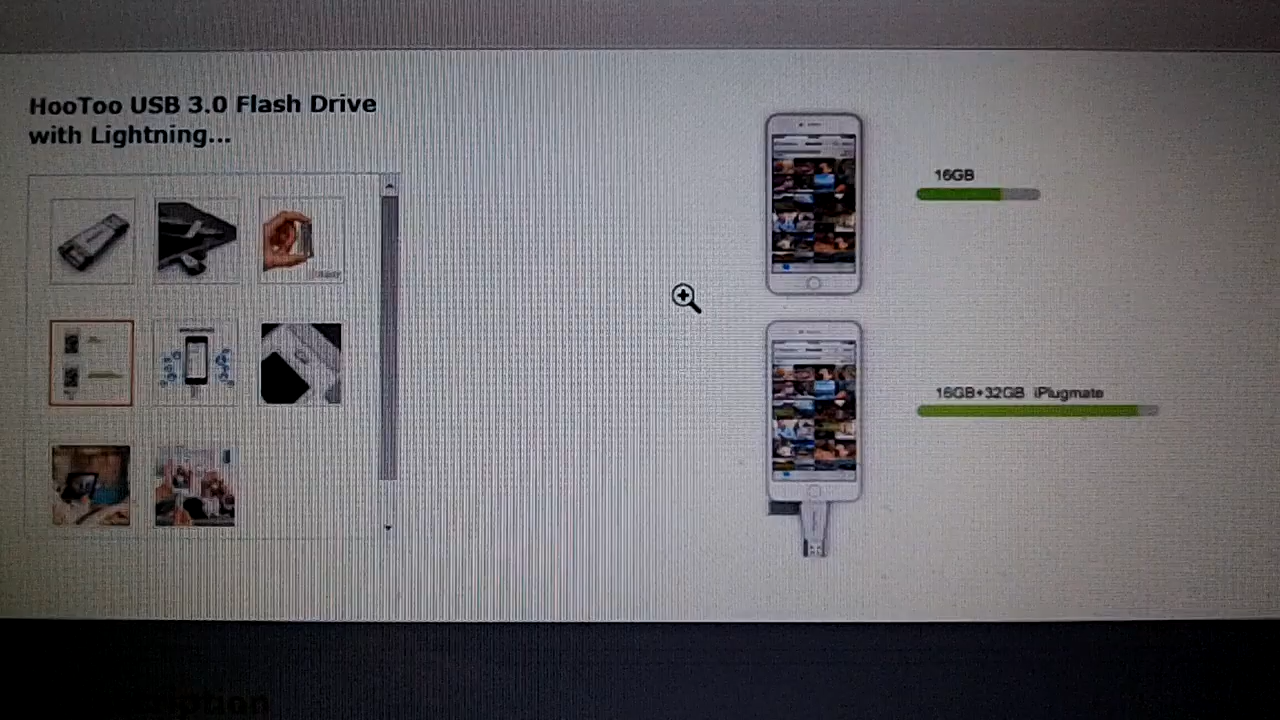 HooToo USB 3.0 Flash Drive
with Lightning...
16GB
16GB+32GB iPlugmate